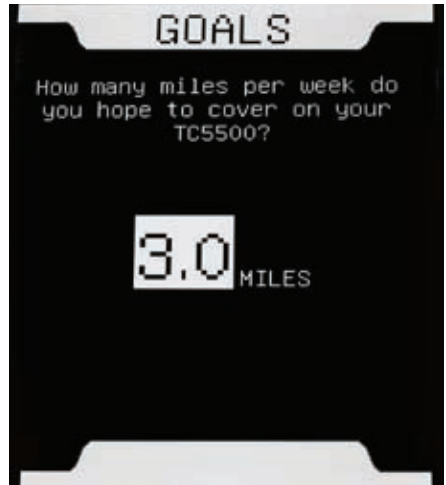 GOALS
How many miles per week do
you hope to cover on your
TC5500?
3.0 MILES